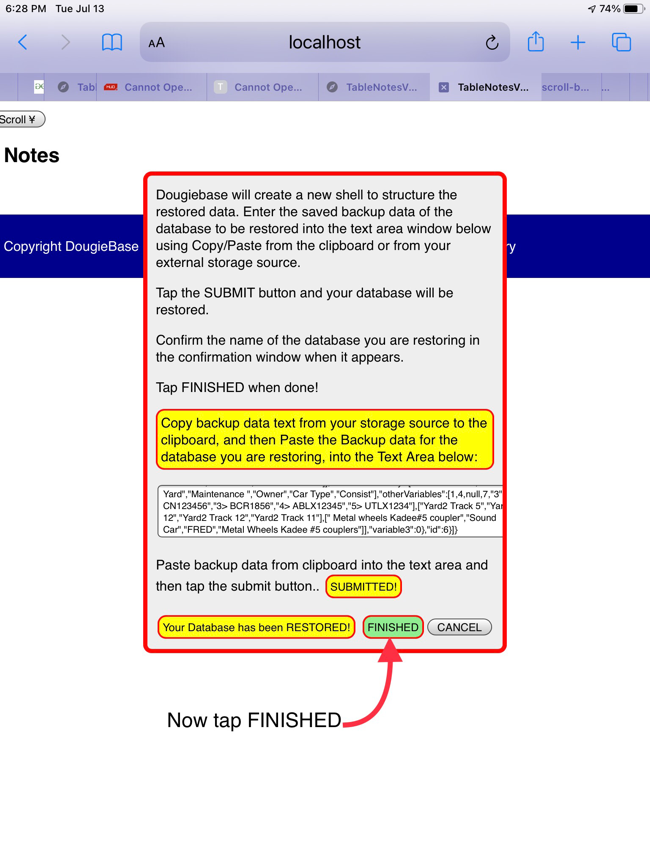 6:28 PM Tue Jul 13
74%
AA localhost
Tabl Cannot Ope... T Cannot Ope... TableNotesV... TableNotesV... scroll-b... ...
Scroll ¥
Notes
Dougiebase will create a new shell to structure the
restored data. Enter the saved backup data of the
database to be restored into the text area window below
using Copy/Paste from the clipboard or from your
external storage source.
Copyright DougieBase
ry
Tap the SUBMIT button and your database will be
restored.
Confirm the name of the database you are restoring in
the confirmation window when it appears.
Tap FINISHED when done!
Copy backup data text from your storage source to the
clipboard, and then Paste the Backup data for the
database you are restoring, into the Text Area below:
Yard","Maintenance ","Owner","Car Type","Consist"],"otherVariables":[1,4,null,7,"3"
CN123456","3> BCR1856","4> ABLX12345","5> UTLX1234"],["Yard2 Track 5","Yar
12","Yard2 Track 12","Yard2 Track 11"],[" Metal wheels Kadee#5 coupler","Sound
Car","FRED","Metal Wheels Kadee #5 couplers"]],"variable3":0},"id":6}]}
Paste backup data from clipboard into the text area and
then tap the submit button.. SUBMITTED!
Your Database has been RESTORED! FINISHED CANCEL
Now tap FINISHED